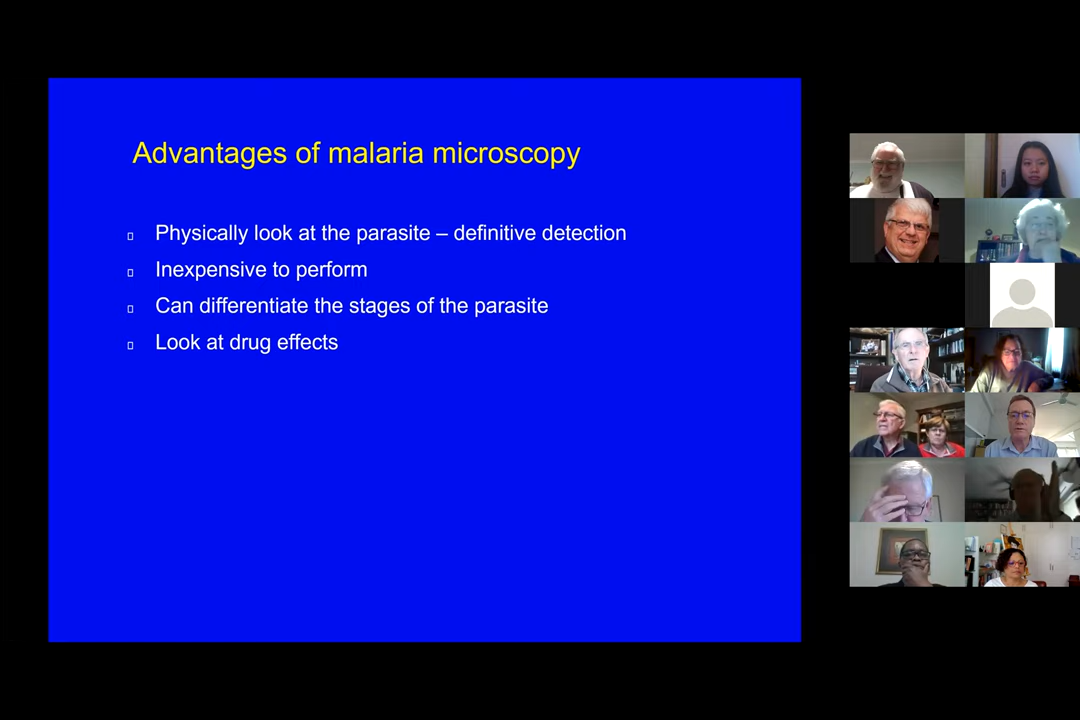 Advantages of malaria microscopy
Physically look at the parasite – definitive detection
Inexpensive to perform
Can differentiate the stages of the parasite
Look at drug effects